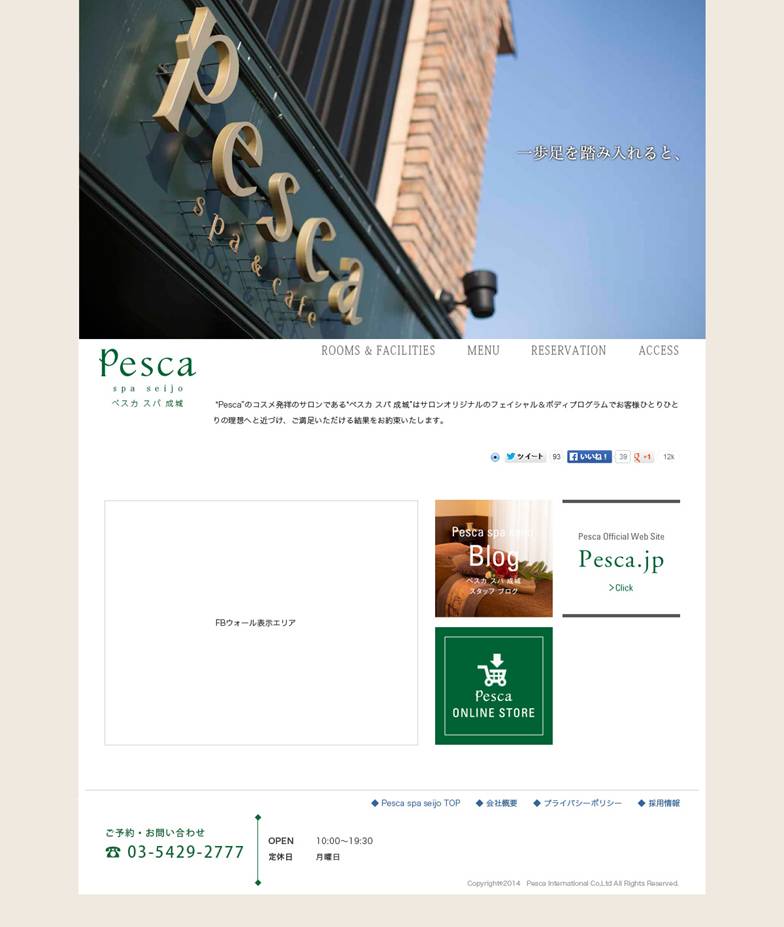 pesca
spa & cafe
一歩足を踏み入れると、
Pesca
spa seijo
ペスカ スパ 成城
ROOMS & FACILITIES
MENU
RESERVATION
ACCESS
“Pesca”のコスメ発祥のサロンである“ペスカ スパ 成城”はサロンオリジナルのフェイシャル＆ボディプログラムでお客様ひとりひと
りの理想へと近づけ、ご満足いただける結果をお約束いたします。
ツイート 93 いいね！ 39 +1 12k
FBウォール表示エリア
Pesca spa seijo
Blog
ペスカ スパ 成城
スタッフ ブログ
Pesca Official Web Site
Pesca.jp
>Click
Pesca
ONLINE STORE
◆ Pesca spa seijo TOP ◆ 会社概要 ◆ プライバシーポリシー ◆ 採用情報
ご予約・お問い合わせ
☎ 03-5429-2777
OPEN 10:00〜19:30
定休日 月曜日
Copyright©2014 Pesca International Co,Ltd All Rights Reserved.